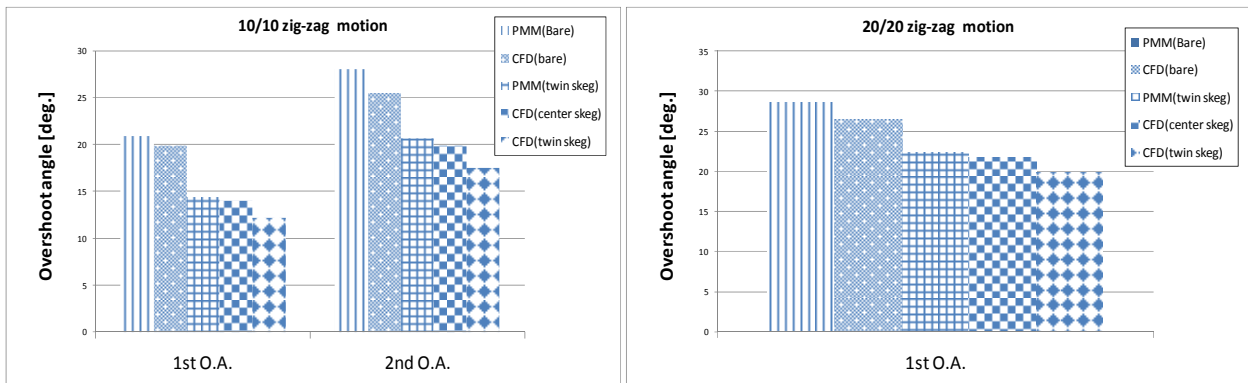 10/10 zig-zag motion
Overshoot angle [deg.]
30
25
20
15
10
5
0
1st O.A.
2nd O.A.
PMM(Bare)
CFD(bare)
PMM(twin skeg)
CFD(center skeg)
CFD(twin skeg)
20/20 zig-zag motion
Overshoot angle [deg.]
35
30
25
20
15
10
5
0
1st O.A.
PMM(Bare)
CFD(bare)
PMM(twin skeg)
CFD(center skeg)
CFD(twin skeg)